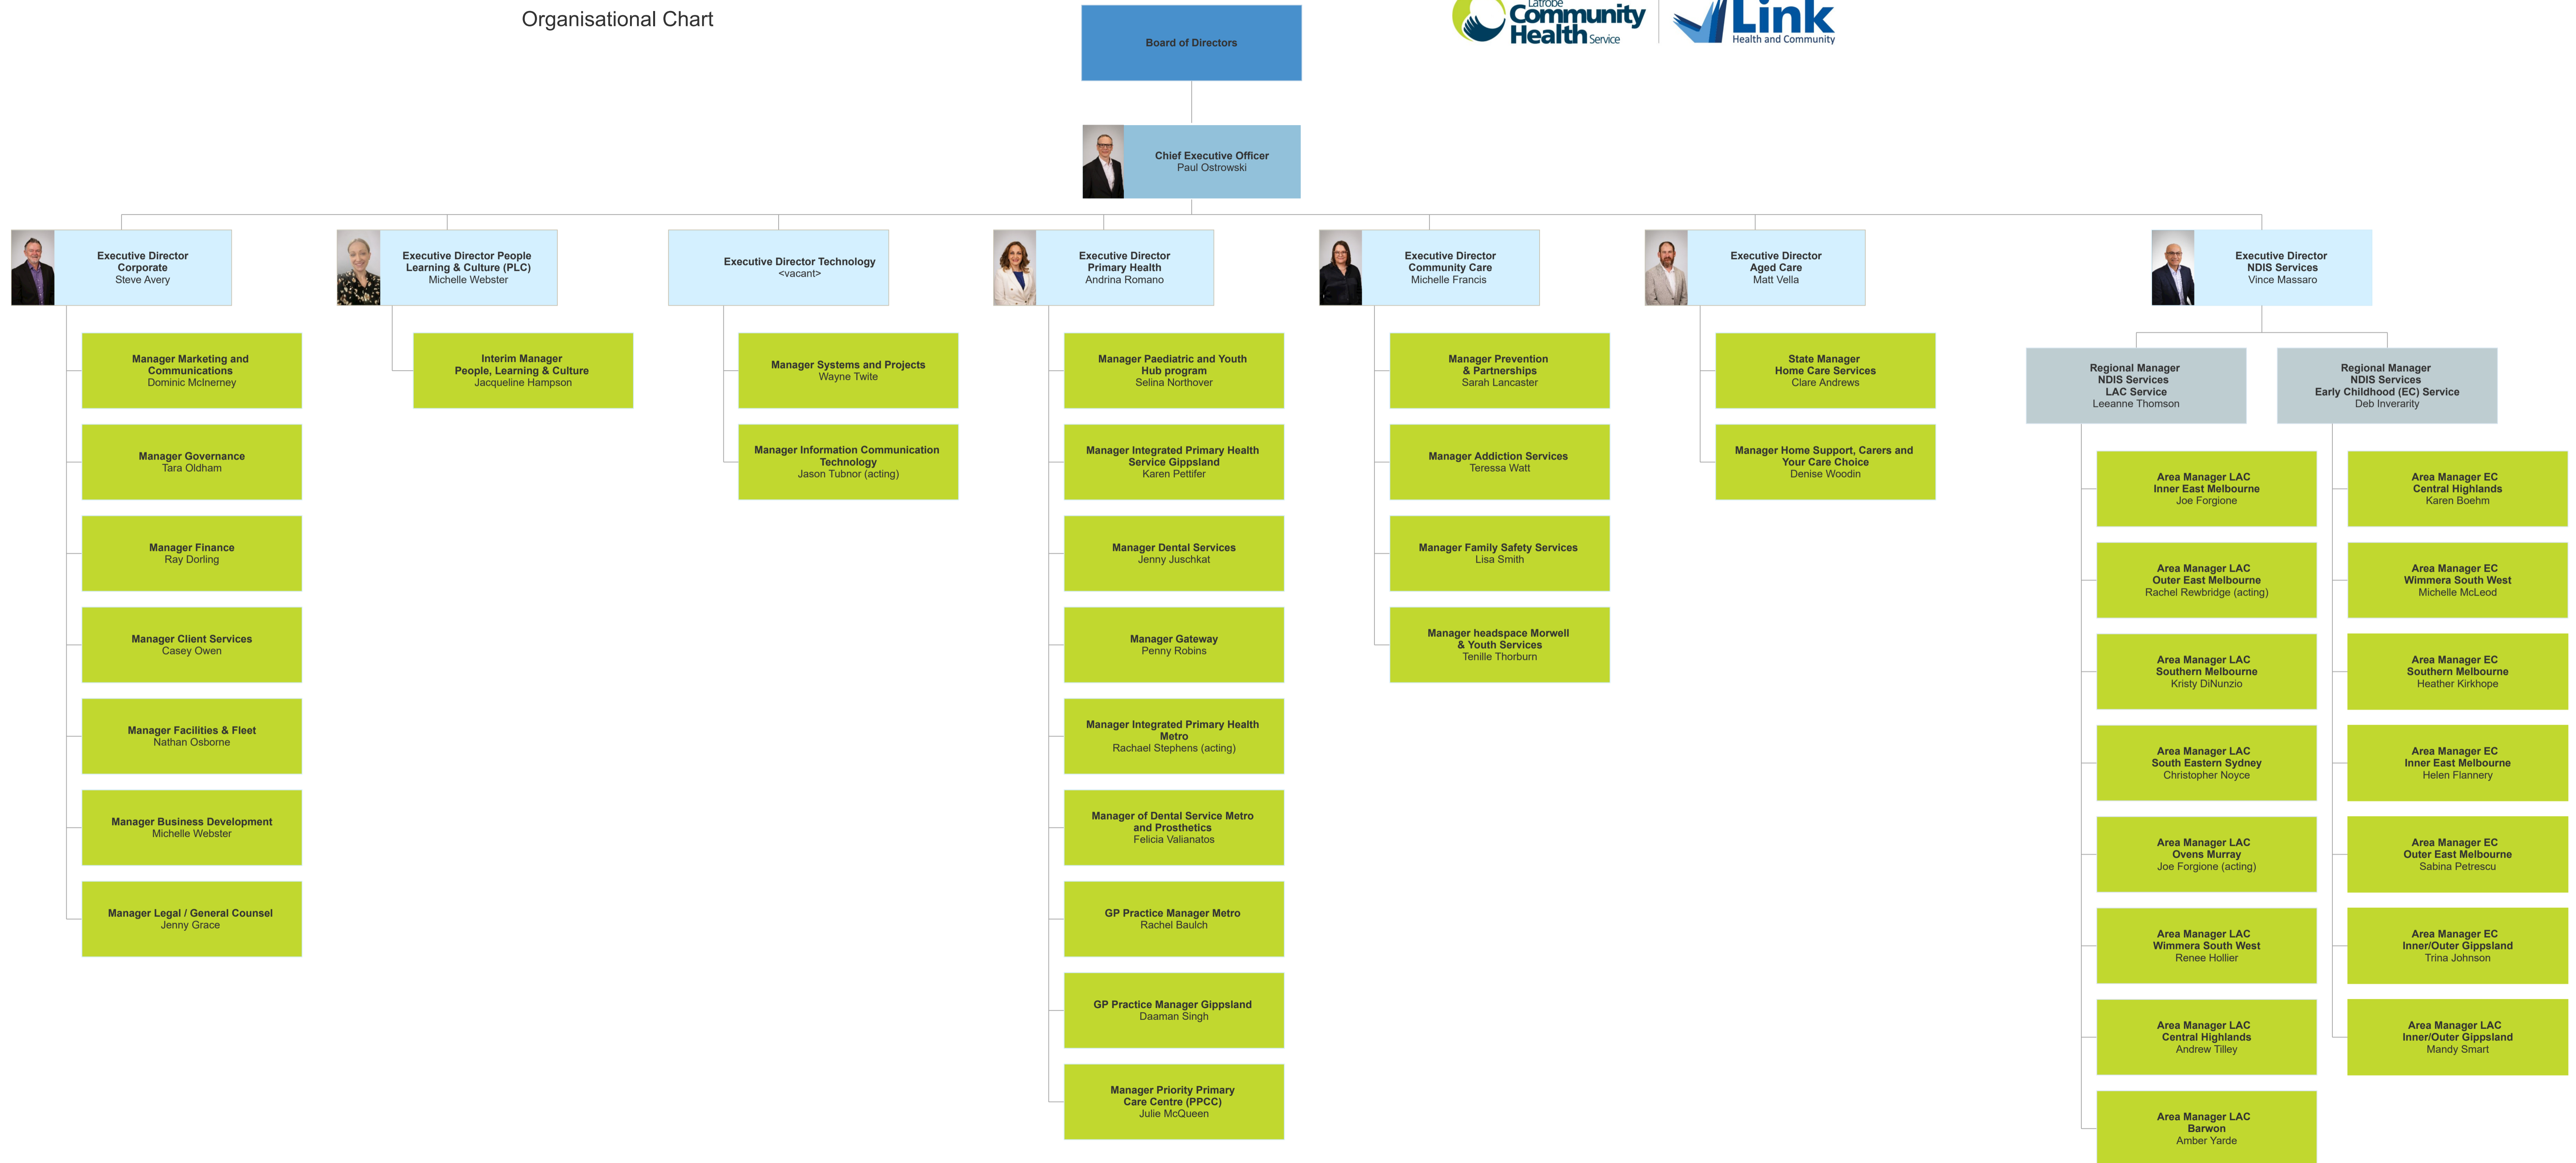 Organisational Chart
Latrobe
Community
Health Service
Link
Health and Community
Board of Directors
Chief Executive Officer
Paul Ostrowski
Executive Director
Corporate
Steve Avery
Executive Director People
Learning & Culture (PLC)
Michelle Webster
Executive Director Technology
<vacant>
Executive Director
Primary Health
Andrina Romano
Executive Director
Community Care
Michelle Francis
Executive Director
Aged Care
Matt Vella
Executive Director
NDIS Services
Vince Massaro
Manager Marketing and
Communications
Dominic McInerney
Manager Governance
Tara Oldham
Manager Finance
Ray Dorling
Manager Client Services
Casey Owen
Manager Facilities & Fleet
Nathan Osborne
Manager Business Development
Michelle Webster
Manager Legal / General Counsel
Jenny Grace
Interim Manager
People, Learning & Culture
Jacqueline Hampson
Manager Systems and Projects
Wayne Twite
Manager Information Communication
Technology
Jason Tubnor (acting)
Manager Paediatric and Youth
Hub program
Selina Northover
Manager Integrated Primary Health
Service Gippsland
Karen Pettifer
Manager Dental Services
Jenny Juschkat
Manager Gateway
Penny Robins
Manager Integrated Primary Health
Metro
Rachael Stephens (acting)
Manager of Dental Service Metro
and Prosthetics
Felicia Valianatos
GP Practice Manager Metro
Rachel Baulch
GP Practice Manager Gippsland
Daaman Singh
Manager Priority Primary
Care Centre (PPCC)
Julie McQueen
Manager Prevention
& Partnerships
Sarah Lancaster
Manager Addiction Services
Teressa Watt
Manager Family Safety Services
Lisa Smith
Manager headspace Morwell
& Youth Services
Tenille Thorburn
State Manager
Home Care Services
Clare Andrews
Manager Home Support, Carers and
Your Care Choice
Denise Woodin
Regional Manager
NDIS Services
LAC Service
Leeanne Thomson
Area Manager LAC
Inner East Melbourne
Joe Forgione
Area Manager LAC
Outer East Melbourne
Rachel Rewbridge (acting)
Area Manager LAC
Southern Melbourne
Kristy DiNunzio
Area Manager LAC
South Eastern Sydney
Christopher Noyce
Area Manager LAC
Ovens Murray
Joe Forgione (acting)
Area Manager LAC
Wimmera South West
Renee Hollier
Area Manager LAC
Central Highlands
Andrew Tilley
Area Manager LAC
Barwon
Amber Yarde
Regional Manager
NDIS Services
Early Childhood (EC) Service
Deb Inverarity
Area Manager EC
Central Highlands
Karen Boehm
Area Manager EC
Wimmera South West
Michelle McLeod
Area Manager EC
Southern Melbourne
Heather Kirkhope
Area Manager EC
Inner East Melbourne
Helen Flannery
Area Manager EC
Outer East Melbourne
Sabina Petrescu
Area Manager EC
Inner/Outer Gippsland
Trina Johnson
Area Manager LAC
Inner/Outer Gippsland
Mandy Smart